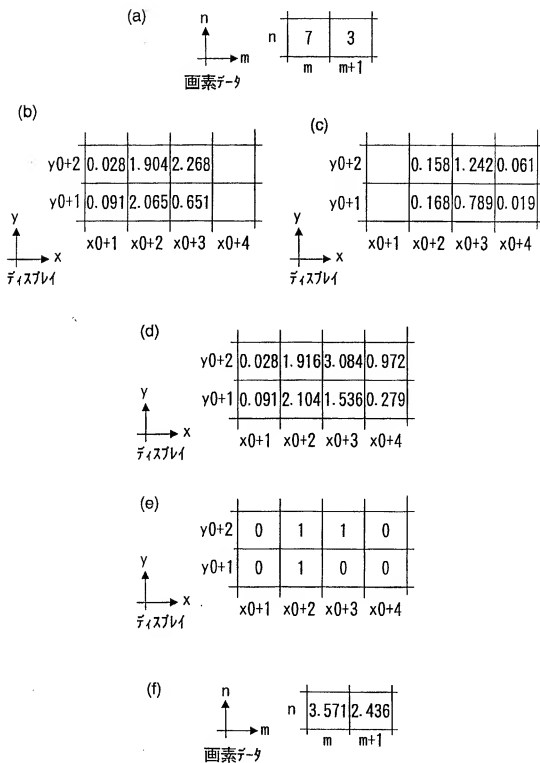 (a)
n
m
画素データ
n 7 3
m m+1
(b)
y0+2 0.028 1.904 2.268
y0+1 0.091 2.065 0.651
x0+1 x0+2 x0+3 x0+4
y
x
ディスプレイ
(c)
y0+2 0.158 1.242 0.061
y0+1 0.168 0.789 0.019
x0+1 x0+2 x0+3 x0+4
y
x
ディスプレイ
(d)
y0+2 0.028 1.916 3.084 0.972
y0+1 0.091 2.104 1.536 0.279
x0+1 x0+2 x0+3 x0+4
y
x
ディスプレイ
(e)
y0+2 0 1 1 0
y0+1 0 1 0 0
x0+1 x0+2 x0+3 x0+4
y
x
ディスプレイ
(f)
n
m
画素データ
n 3.571 2.436
m m+1